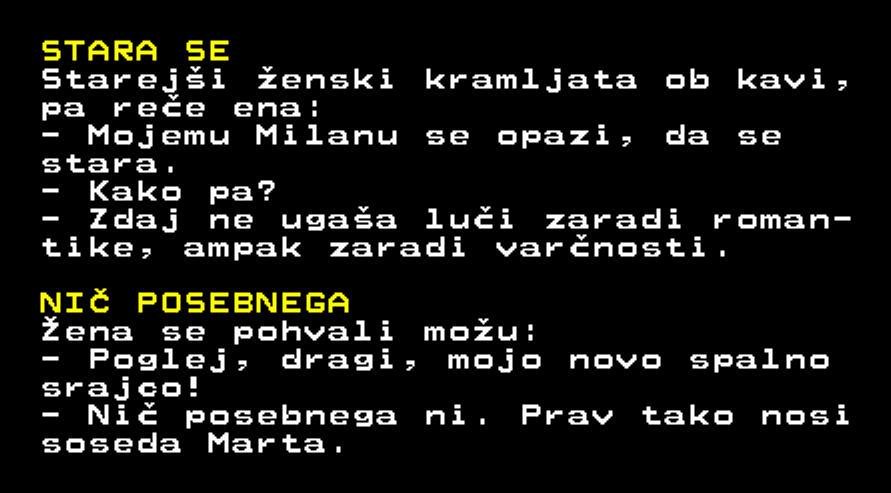 STARA SE
Starejši ženski kramljata ob kavi,
pa reče ena:
- Mojemu Milanu se opazi, da se
stara.
- Kako pa?
- Zdaj ne ugaša luči zaradi roman-
tike, ampak zaradi varčnosti.
NIČ POSEBNEGA
Žena se pohvali možu:
- Poglej, dragi, mojo novo spalno
srajco!
- Nič posebnega ni. Prav tako nosi
soseda Marta.